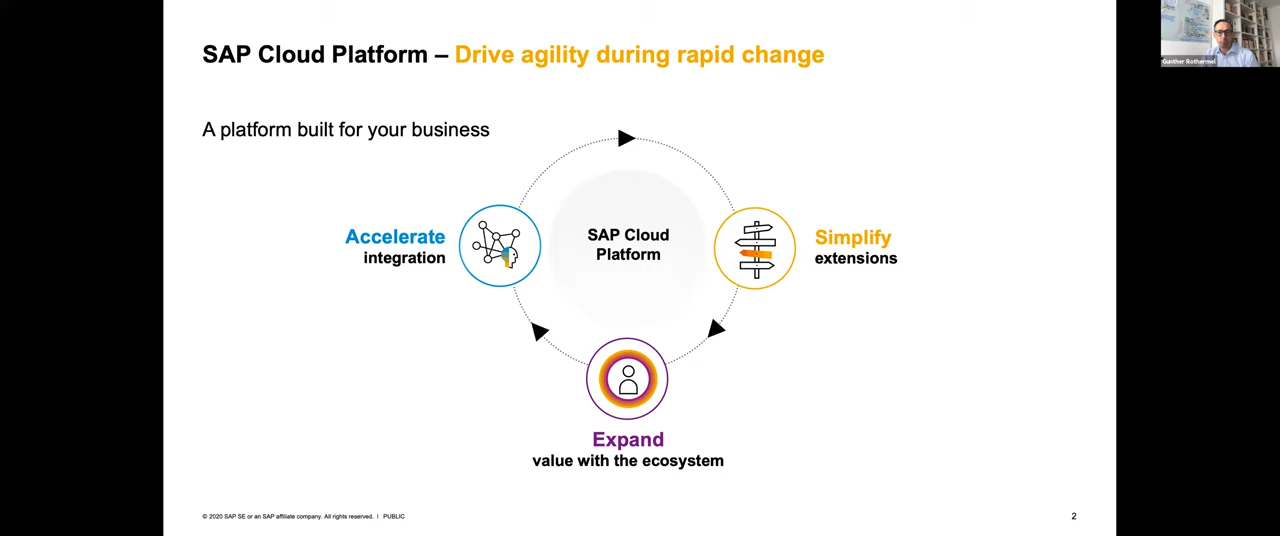 SAP Cloud Platform – Drive agility during rapid change
Gunther Rothermel
A platform built for your business
Accelerate
integration
SAP Cloud
Platform
Simplify
extensions
Expand
value with the ecosystem
© 2020 SAP SE or an SAP affiliate company. All rights reserved. I PUBLIC
2